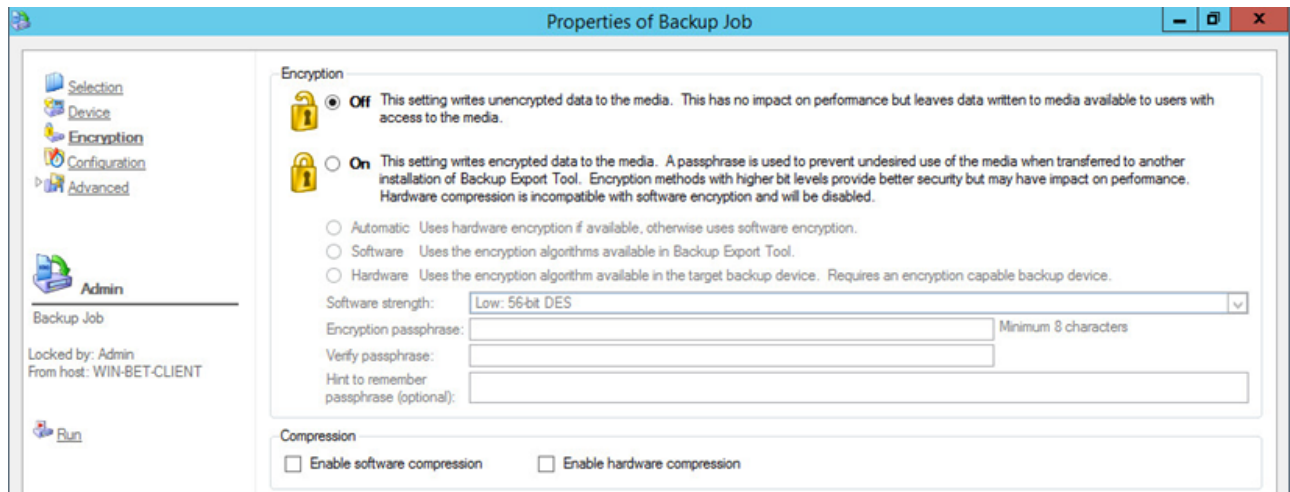 Properties of Backup Job
Selection
Device
Encryption
Configuration
Advanced
Admin
Backup Job
Locked by: Admin
From host: WIN-BET-CLIENT
Run
Encryption
Off This setting writes unencrypted data to the media. This has no impact on performance but leaves data written to media available to users with
access to the media.
On This setting writes encrypted data to the media. A passphrase is used to prevent undesired use of the media when transferred to another
installation of Backup Export Tool. Encryption methods with higher bit levels provide better security but may have impact on performance.
Hardware compression is incompatible with software encryption and will be disabled.
Automatic Uses hardware encryption if available, otherwise uses software encryption.
Software Uses the encryption algorithms available in Backup Export Tool.
Hardware Uses the encryption algorithm available in the target backup device. Requires an encryption capable backup device.
Software strength: Low: 56-bit DES
Encryption passphrase: Minimum 8 characters
Verify passphrase:
Hint to remember
passphrase (optional):
Compression
Enable software compression Enable hardware compression